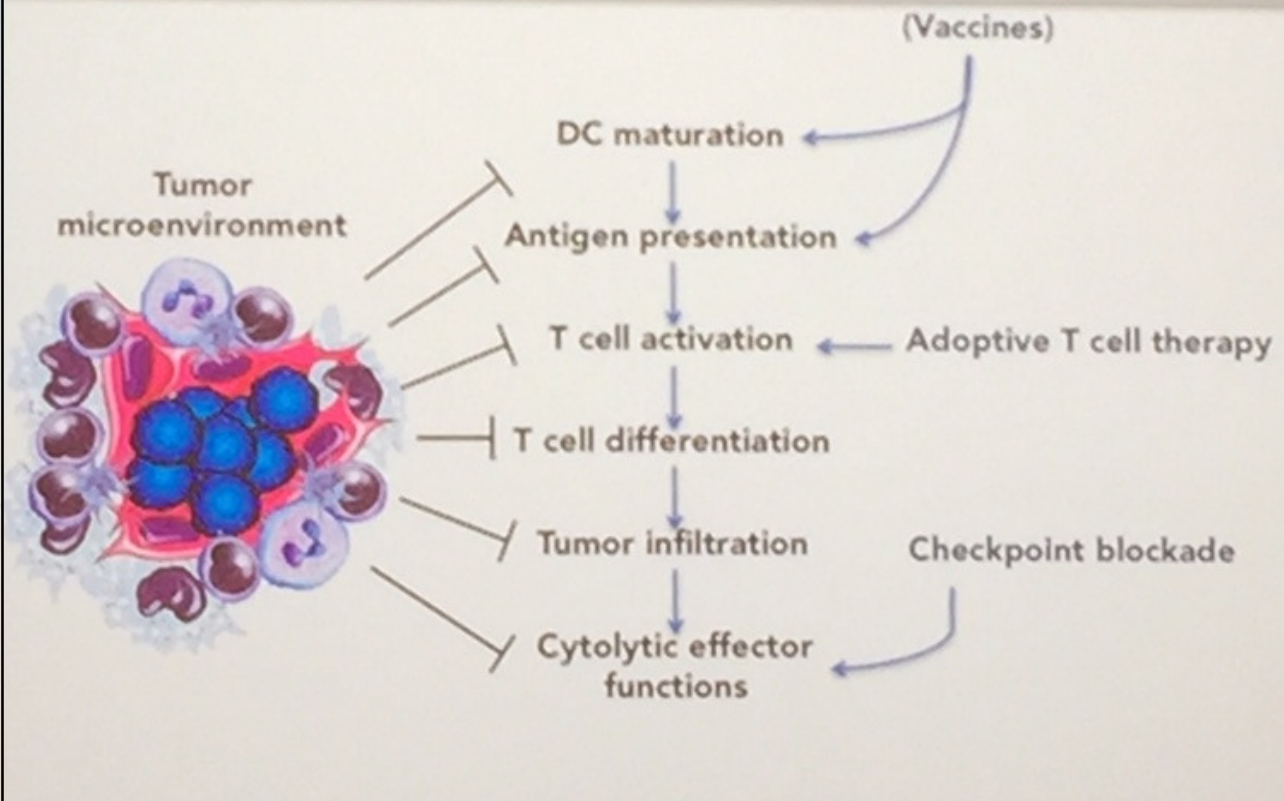 (Vaccines)
DC maturation
Tumor
microenvironment
Antigen presentation
T cell activation
Adoptive T cell therapy
T cell differentiation
Tumor infiltration
Checkpoint blockade
Cytolytic effector
functions